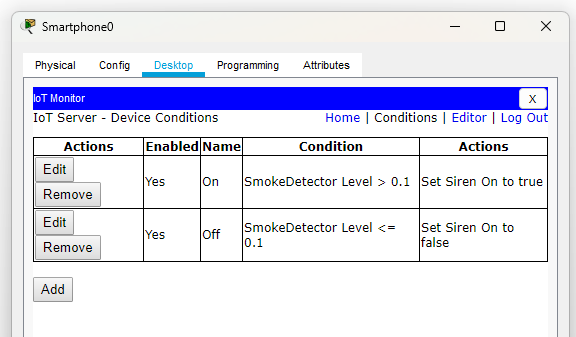 Smartphone0
Physical Config Desktop Programming Attributes
IoT Monitor X
IoT Server - Device Conditions Home | Conditions | Editor | Log Out
Actions Enabled Name Condition Actions
Edit
Remove
Yes On SmokeDetector Level > 0.1 Set Siren On to true
Edit
Remove
Yes Off SmokeDetector Level <=
0.1
Set Siren On to
false
Add